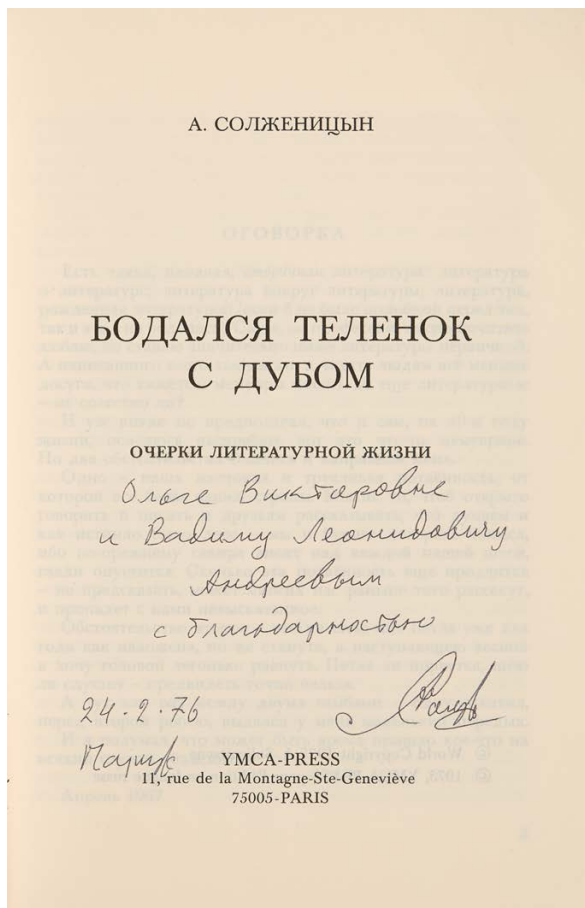 А. СОЛЖЕНИЦЫН
БОДАЛСЯ ТЕЛЕНОК
С ДУБОМ
ОЧЕРКИ ЛИТЕРАТУРНОЙ ЖИЗНИ
Ольге Викторовне
и Вадиму Леонидовичу
Андреевым
с благодарностью
24.2.76
Париж
YMCA-PRESS
11, rue de la Montagne-Ste-Geneviève
75005-PARIS